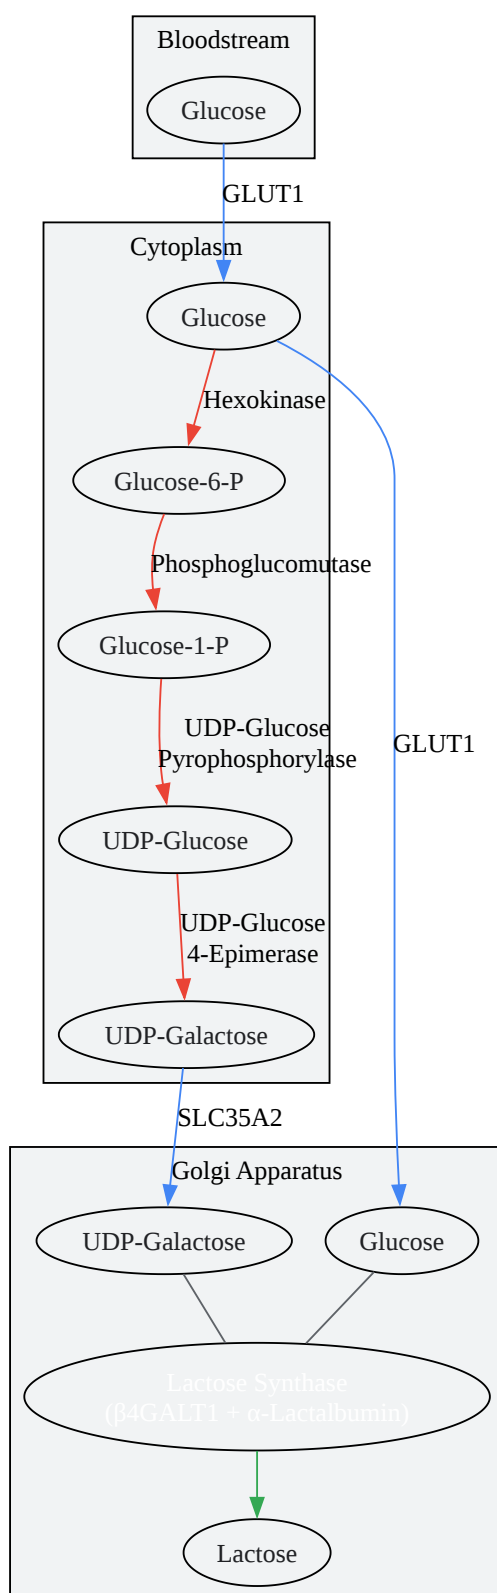 Bloodstream
Glucose
GLUT1
Cytoplasm
Glucose
Hexokinase
Glucose-6-P
Phosphoglucomutase
Glucose-1-P
UDP-Glucose
Pyrophosphorylase
GLUT1
UDP-Glucose
UDP-Glucose
4-Epimerase
UDP-Galactose
SLC35A2
Golgi Apparatus
UDP-Galactose
Glucose
Lactose Synthase
(β4GALT1 + α-Lactalbumin)
Lactose